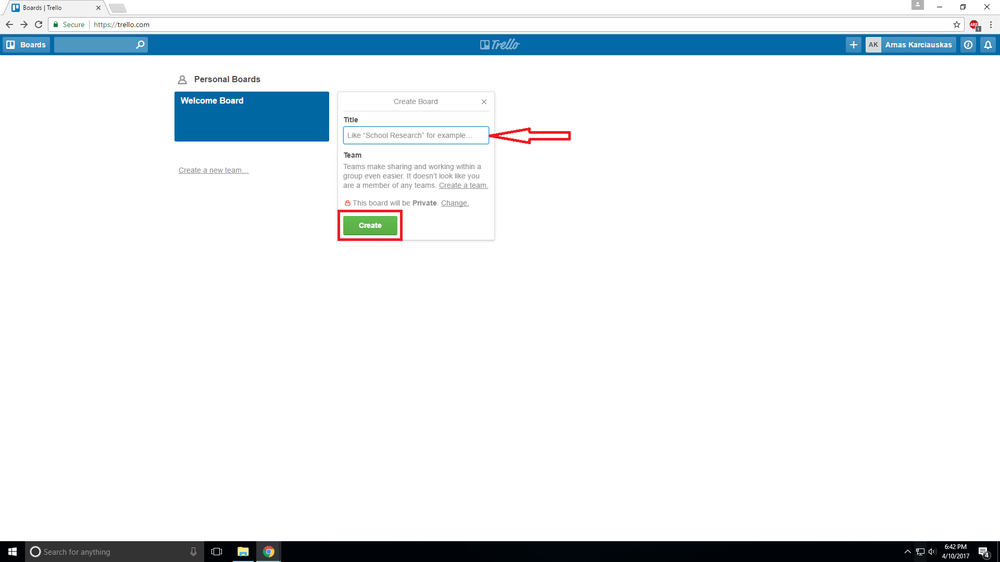 Boards | Trello
Secure https://trello.com
ABP 1
Boards Trello AK Arnas Karciauskas
Personal Boards
Welcome Board
Create a new team…
Create Board
Title
Like “School Research” for example…
Team
Teams make sharing and working within a
group even easier. It doesn’t look like you
are a member of any teams. Create a team.
This board will be Private. Change.
Create
Search for anything
6:42 PM
4/10/2017
4